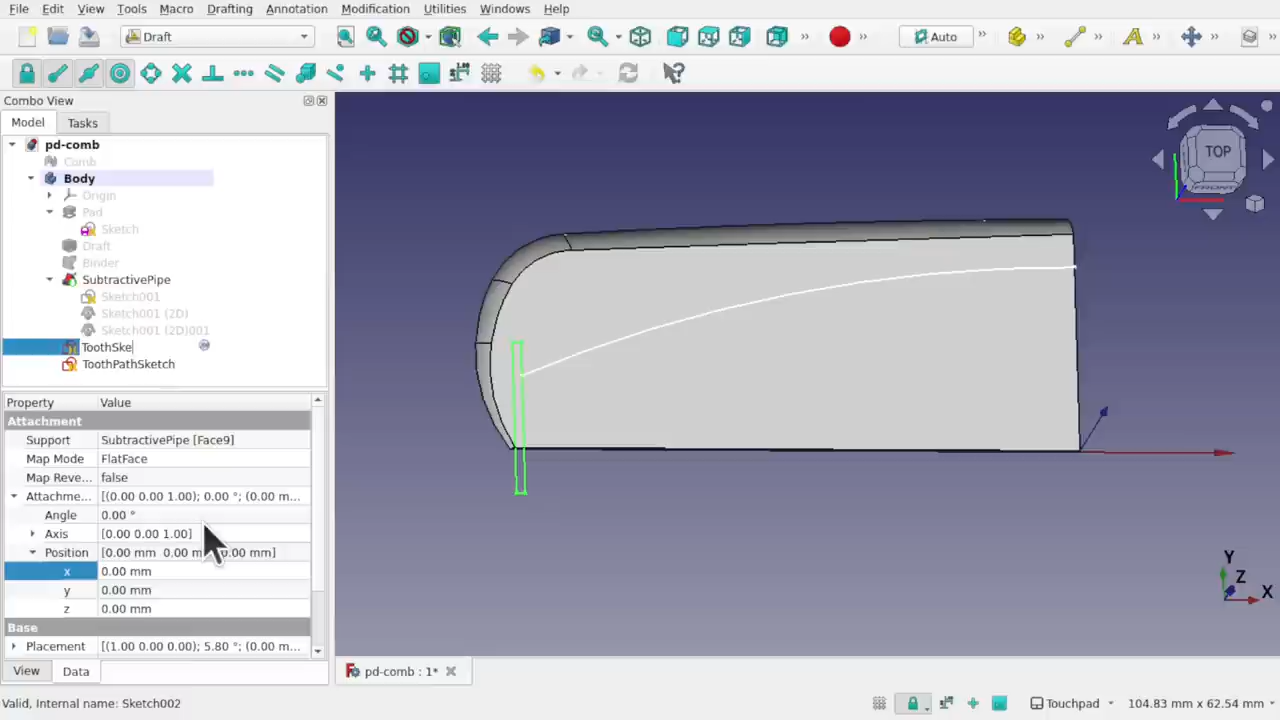 File Edit View Tools Macro Drafting Annotation Modification Utilities Windows Help
Draft
Auto
Combo View
Model Tasks
pd-comb
Comb
Body
Origin
Pad
Sketch
Draft
Binder
SubtractivePipe
Sketch001
Sketch001 (2D)
Sketch001 (2D)001
ToothSke
ToothPathSketch
Property Value
Attachment
Support SubtractivePipe [Face9]
Map Mode FlatFace
Map Reve... false
Attachme... [(0.00 0.00 1.00); 0.00 °; (0.00 m...
Angle 0.00 °
Axis [0.00 0.00 1.00]
Position [0.00 mm 0.00 m 0.00 mm]
x 0.00 mm
y 0.00 mm
z 0.00 mm
Base
Placement [(1.00 0.00 0.00); 5.80 °; (0.00 m...
View Data
TOP
FRONT
Y
Z
X
pd-comb : 1*
Valid, Internal name: Sketch002
Touchpad
104.83 mm x 62.54 mm